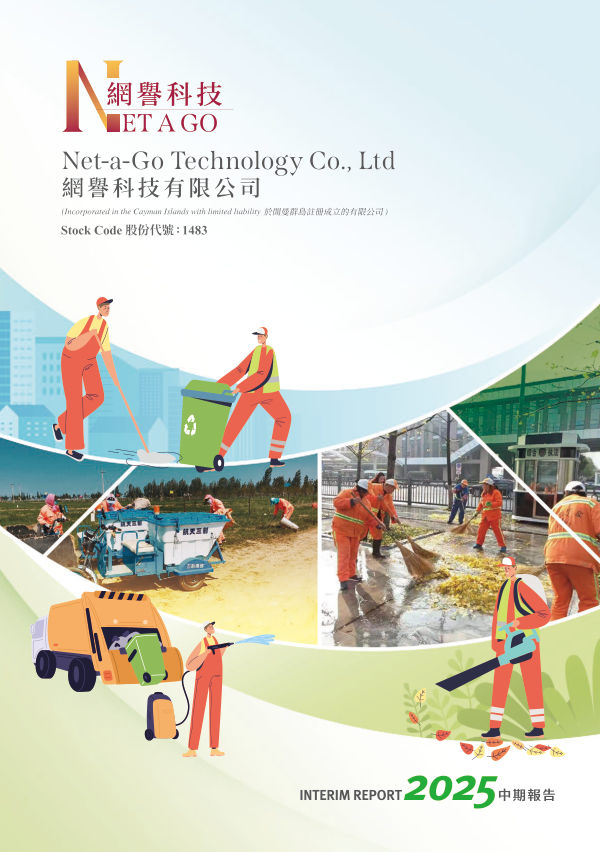 網譽科技
NET A GO
Net-a-Go Technology Co., Ltd
網譽科技有限公司
(Incorporated in the Cayman Islands with limited liability 於開曼群島註冊成立的有限公司)
Stock Code 股份代號：1483
INTERIM REPORT 2025 中期報告